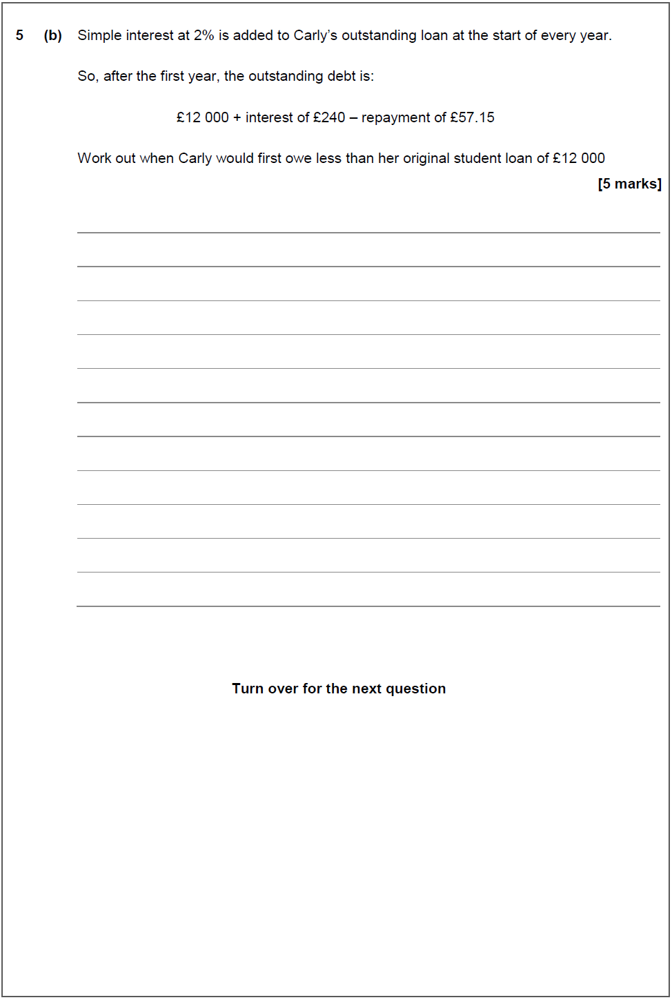 5 (b) Simple interest at 2% is added to Carly's outstanding loan at the start of every year.
So, after the first year, the outstanding debt is:
£12 000 + interest of £240 – repayment of £57.15
Work out when Carly would first owe less than her original student loan of £12 000
[5 marks]
Turn over for the next question